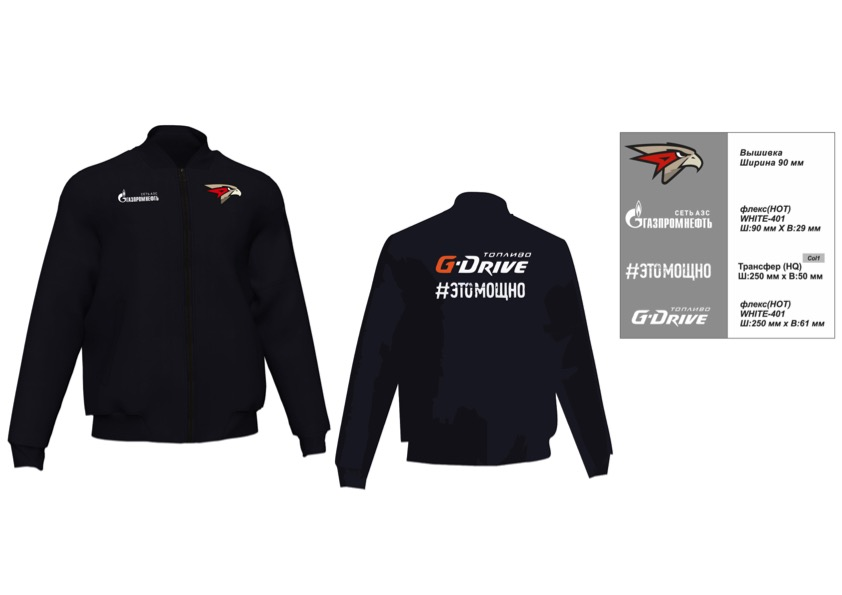 СЕТЬ АЗС
ГАЗПРОМНЕФТЬ
ТОПЛИВО
G-DRIVE
#ЭТОМОЩНО
Вышивка
Ширина 90 мм
СЕТЬ АЗС
ГАЗПРОМНЕФТЬ
флекс(HOT)
WHITE-401
Ш:90 мм X В:29 мм
#ЭТОМОЩНО
Col1
Трансфер (HQ)
Ш:250 мм x В:50 мм
ТОПЛИВО
G-DRIVE
флекс(HOT)
WHITE-401
Ш:250 мм x В:61 мм